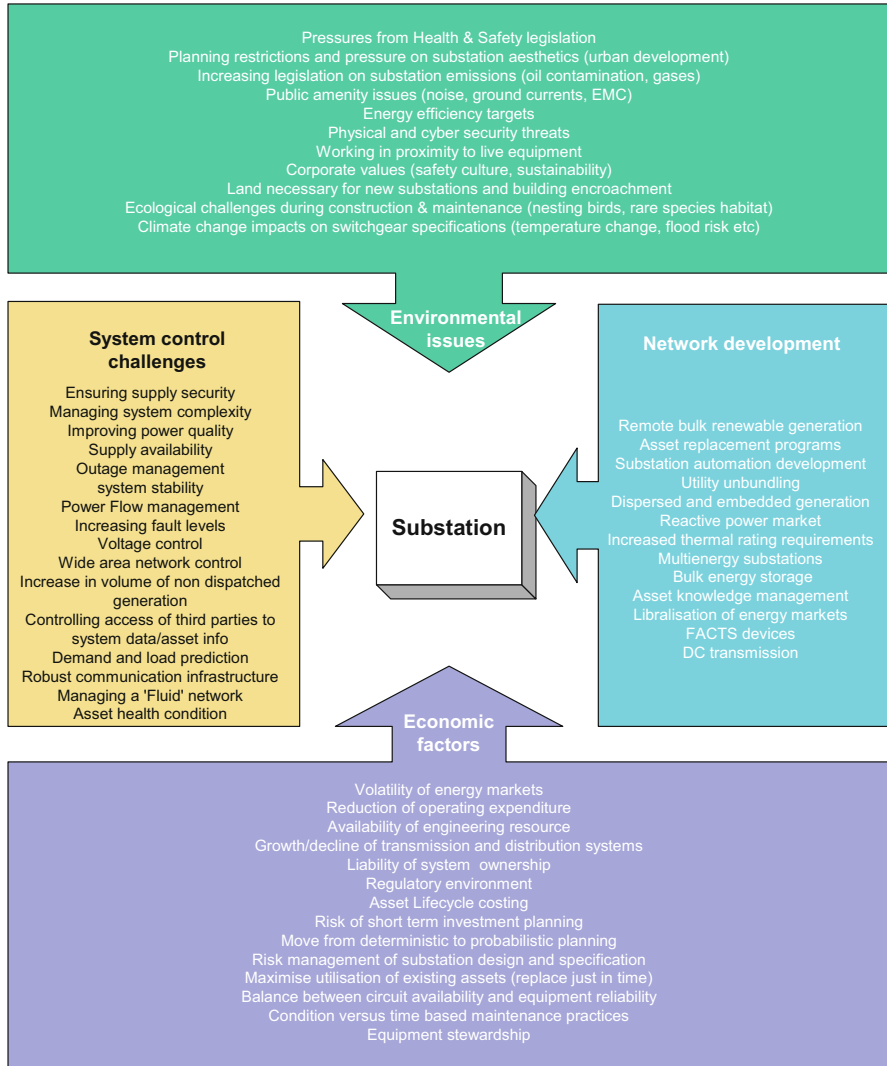 Pressures from Health & Safety legislation
Planning restrictions and pressure on substation aesthetics (urban development)
Increasing legislation on substation emissions (oil contamination, gases)
Public amenity issues (noise, ground currents, EMC)
Energy efficiency targets
Physical and cyber security threats
Working in proximity to live equipment
Corporate values (safety culture, sustainability)
Land necessary for new substations and building encroachment
Ecological challenges during construction & maintenance (nesting birds, rare species habitat)
Climate change impacts on switchgear specifications (temperature change, flood risk etc)
Environmental
issues
System control
challenges
Ensuring supply security
Managing system complexity
Improving power quality
Supply availability
Outage management
system stability
Power Flow management
Increasing fault levels
Voltage control
Wide area network control
Increase in volume of non dispatched
generation
Controlling access of third parties to
system data/asset info
Demand and load prediction
Robust communication infrastructure
Managing a 'Fluid' network
Asset health condition
Substation
Network development
Remote bulk renewable generation
Asset replacement programs
Substation automation development
Utility unbundling
Dispersed and embedded generation
Reactive power market
Increased thermal rating requirements
Multienergy substations
Bulk energy storage
Asset knowledge management
Libralisation of energy markets
FACTS devices
DC transmission
Economic
factors
Volatility of energy markets
Reduction of operating expenditure
Availability of engineering resource
Growth/decline of transmission and distribution systems
Liability of system ownership
Regulatory environment
Asset Lifecycle costing
Risk of short term investment planning
Move from deterministic to probabilistic planning
Risk management of substation design and specification
Maximise utilisation of existing assets (replace just in time)
Balance between circuit availability and equipment reliability
Condition versus time based maintenance practices
Equipment stewardship